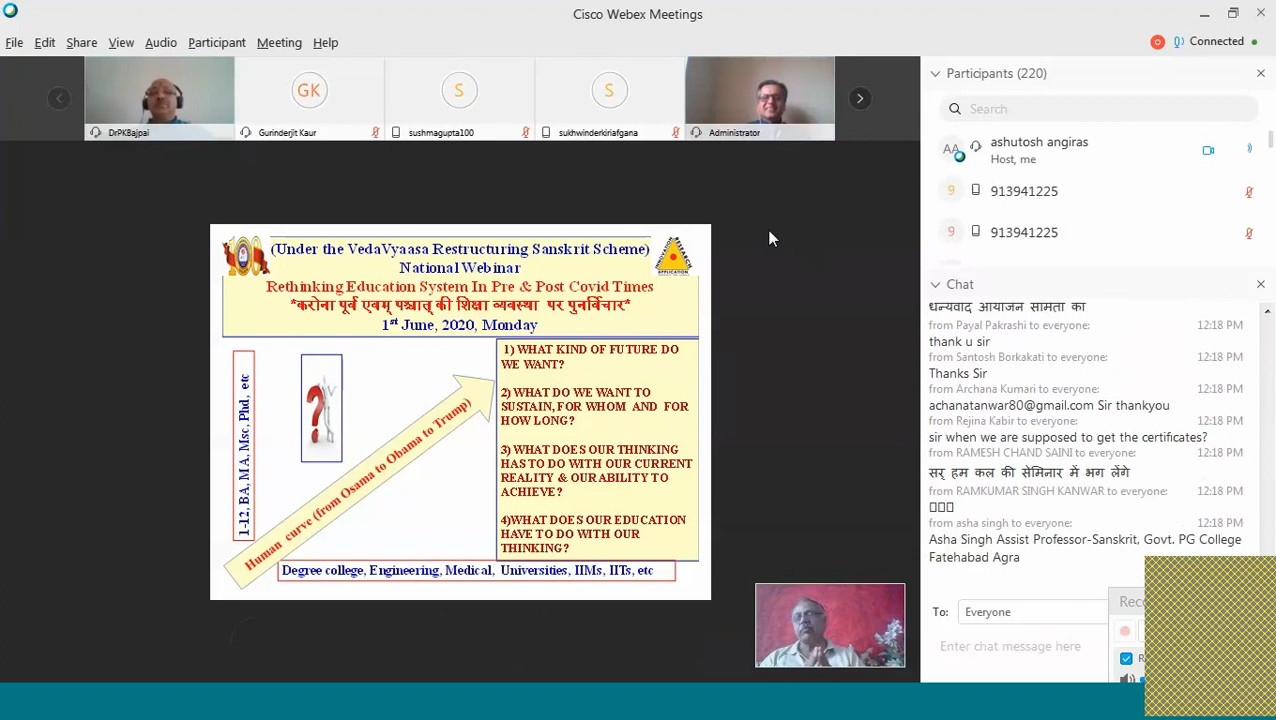 Cisco Webex Meetings
File Edit Share View Audio Participant Meeting Help
Connected
DrPKBajpai
GK
Gurinderjit Kaur
S
sushmagupta100
S
sukhwinderkiriafgana
Administrator
(Under the VedaVyaasa Restructuring Sanskrit Scheme)
National Webinar
Rethinking Education System In Pre & Post Covid Times
*करोना पूर्व एवम् पश्चात् की शिक्षा व्यवस्था पर पुनर्विचार*
1st June, 2020, Monday
1-12, BA, MA, Msc, Phd, etc
Human curve (from Osama to Obama to Trump)
1) WHAT KIND OF FUTURE DO
WE WANT?
2) WHAT DO WE WANT TO
SUSTAIN, FOR WHOM AND FOR
HOW LONG?
3) WHAT DOES OUR THINKING
HAS TO DO WITH OUR CURRENT
REALITY & OUR ABILITY TO
ACHIEVE?
4)WHAT DOES OUR EDUCATION
HAVE TO DO WITH OUR
THINKING?
Degree college, Engineering, Medical, Universities, IIMs, IITs, etc
Participants (220)
Search
AA
ashutosh angiras
Host, me
9
913941225
9
913941225
Chat
धन्यवाद आयोजन समिति का
from Payal Pakrashi to everyone: 12:18 PM
thank u sir
from Santosh Borkakati to everyone: 12:18 PM
Thanks Sir
from Archana Kumari to everyone: 12:18 PM
achanatanwar80@gmail.com Sir thankyou
from Rejina Kabir to everyone: 12:18 PM
sir when we are supposed to get the certificates?
from RAMESH CHAND SAINI to everyone: 12:18 PM
सर् हम कल की सेमिनार में भग लेंगे
from RAMKUMAR SINGH KANWAR to everyone: 12:18 PM
from asha singh to everyone: 12:18 PM
Asha Singh Assist Professor-Sanskrit, Govt. PG College
Fatehabad Agra
To: Everyone
Enter chat message here
Rec